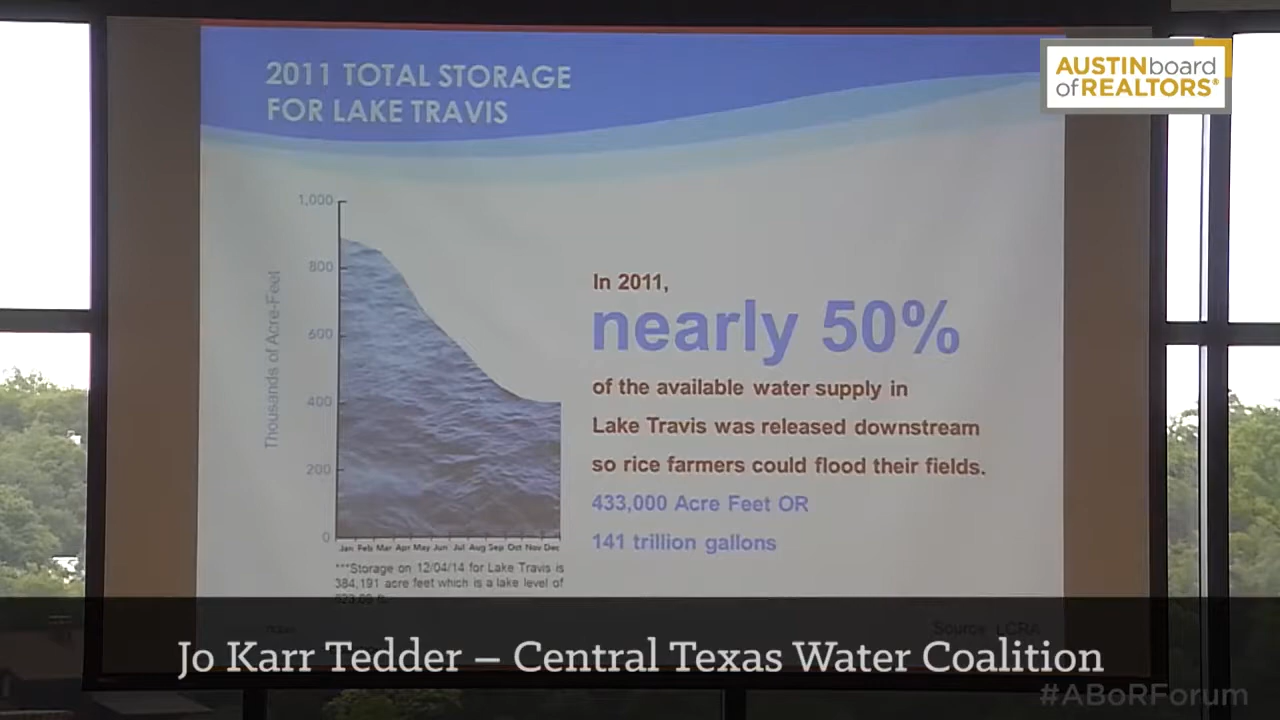 2011 TOTAL STORAGE
FOR LAKE TRAVIS
AUSTINboard
ofREALTORS®
1,000
800
600
400
200
0
Thousands of Acre-Feet
Jan Feb Mar Apr May Jun Jul Aug Sep Oct Nov Dec
***Storage on 12/04/14 for Lake Travis is
384,191 acre feet which is a lake level of
In 2011,
nearly 50%
of the available water supply in
Lake Travis was released downstream
so rice farmers could flood their fields.
433,000 Acre Feet OR
141 trillion gallons
Source: LCRA
Jo Karr Tedder – Central Texas Water Coalition
#ABoRForum